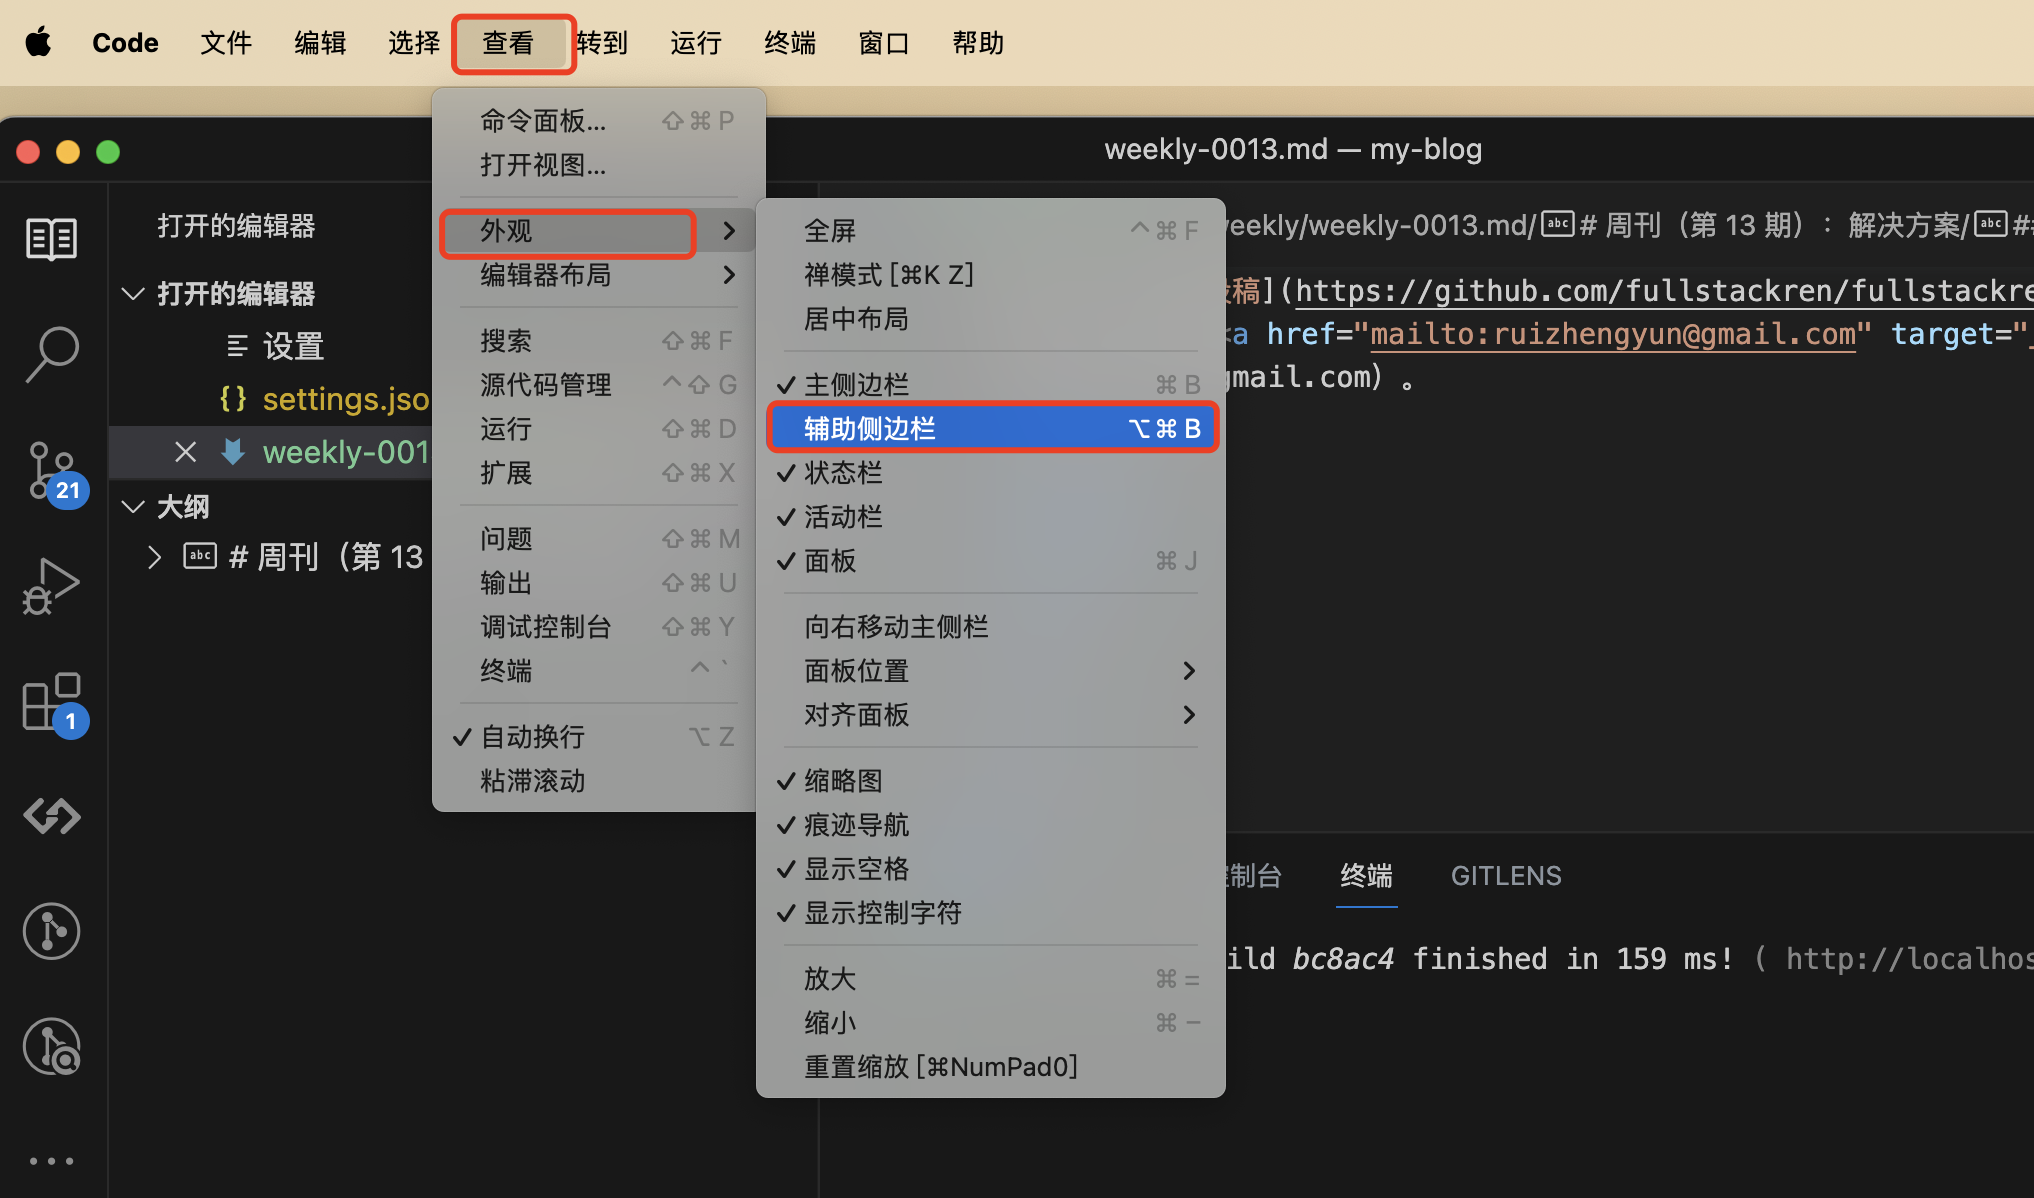 Code 文件 编辑 选择 查看 转到 运行 终端 窗口 帮助
weekly-0013.md — my-blog
打开的编辑器
打开的编辑器
设置
{} settings.jso
weekly-001
21
大纲
abc # 周刊（第 13
1
命令面板... ⇧⌘P
打开视图...
外观
编辑器布局
搜索 ⇧⌘F
源代码管理 ^⇧G
运行 ⇧⌘D
扩展 ⇧⌘X
问题 ⇧⌘M
输出 ⇧⌘U
调试控制台 ⇧⌘Y
终端 ^`
✓ 自动换行 ⌥Z
粘滞滚动
全屏 ^⌘F
禅模式 [⌘K Z]
居中布局
✓ 主侧边栏 ⌘B
辅助侧边栏 ⌥⌘B
✓ 状态栏
✓ 活动栏
✓ 面板 ⌘J
向右移动主侧栏
面板位置
对齐面板
✓ 缩略图
✓ 痕迹导航
✓ 显示空格
✓ 显示控制字符
放大 ⌘=
缩小 ⌘−
重置缩放 [⌘NumPad0]
eekly/weekly-0013.md/ abc # 周刊（第 13 期）：解决方案/ abc #
稿](https://github.com/fullstackren/fullstackre
a href="mailto:ruizhengyun@gmail.com" target="
mail.com）。
制台 终端 GITLENS
ild bc8ac4 finished in 159 ms! ( http://localhos